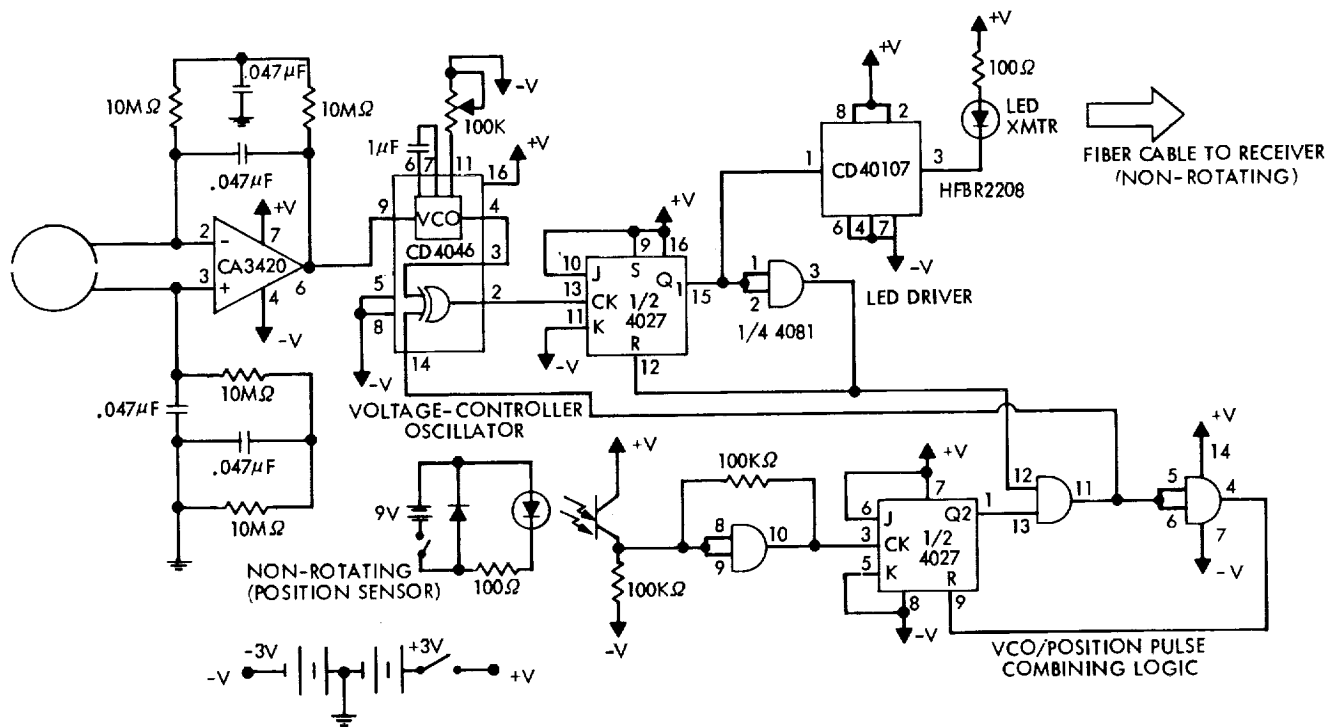 +V
+V
.047µF
-V
100Ω
10MΩ
10MΩ
100K
8 2
LED
XMTR
1µF
6 7 11
16 +V
1
CD40107
3
FIBER CABLE TO RECEIVER
(NON-ROTATING)
HFBR2208
.047µF
+V
9
VCO
4
CD4046
+V
6 4 7
2 -
7
3
9 16
-V
CA3420
10 J S
Q1
1
3
LED DRIVER
3 +
6
5
2
13 CK 1/2
15
4
8
11 K 4027
2
1/4 4081
-V
R
-V
14
-V
12
10MΩ
VOLTAGE-CONTROLLER
OSCILLATOR
.047µF
+V
+V
14
.047µF
100KΩ
+V
7
12
5
4
10MΩ
9V
6 J Q2
1
11
6
8
10
3 CK 1/2
13
7
NON-ROTATING
(POSITION SENSOR)
100Ω
9
5 K 4027
-V
100KΩ
R
8 9
-V
-V
VCO/POSITION PULSE
COMBINING LOGIC
-3V
+3V
-V
+V